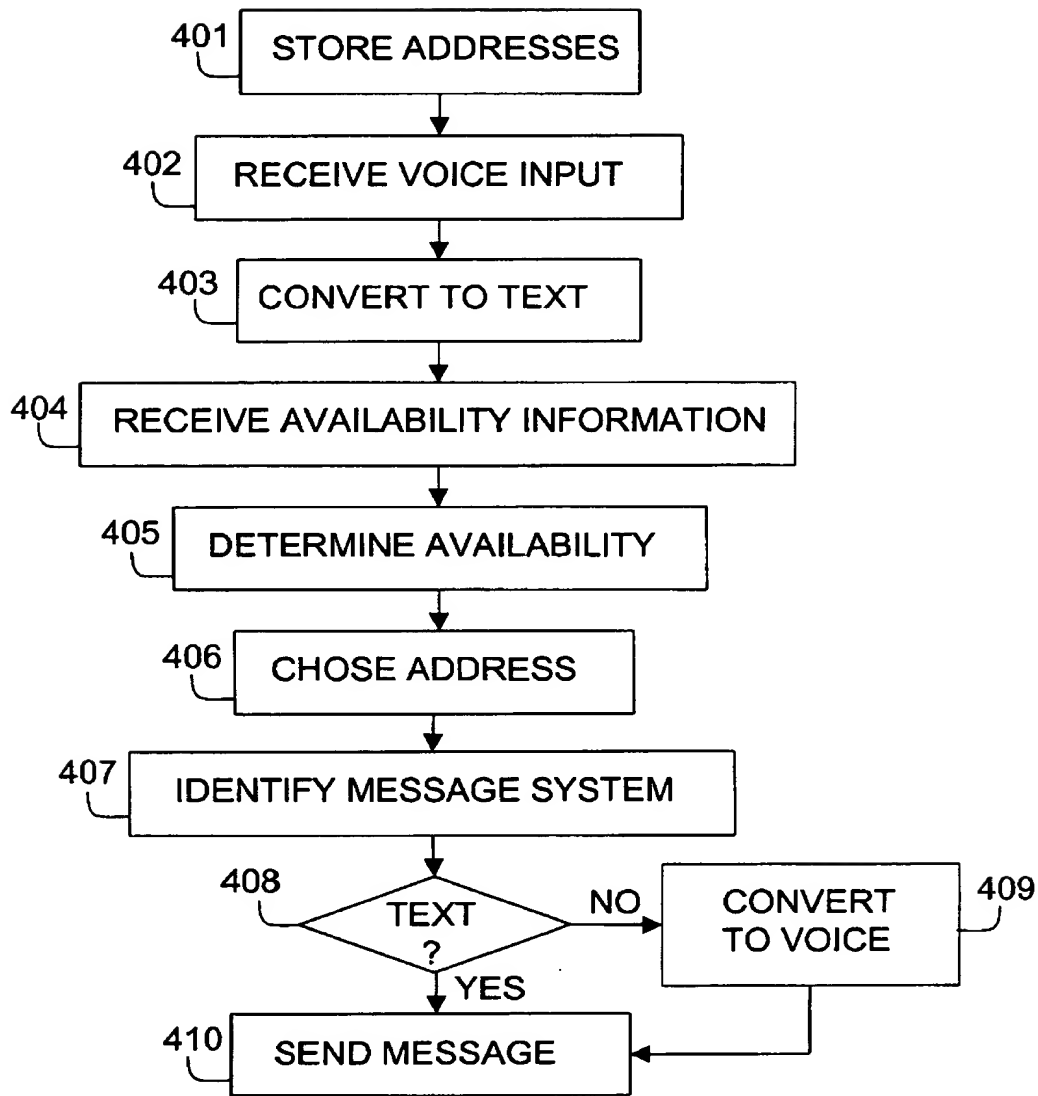 401 STORE ADDRESSES
402 RECEIVE VOICE INPUT
403 CONVERT TO TEXT
404 RECEIVE AVAILABILITY INFORMATION
405 DETERMINE AVAILABILITY
406 CHOSE ADDRESS
407 IDENTIFY MESSAGE SYSTEM
408 TEXT
?
NO
CONVERT
TO VOICE
409
YES
410 SEND MESSAGE